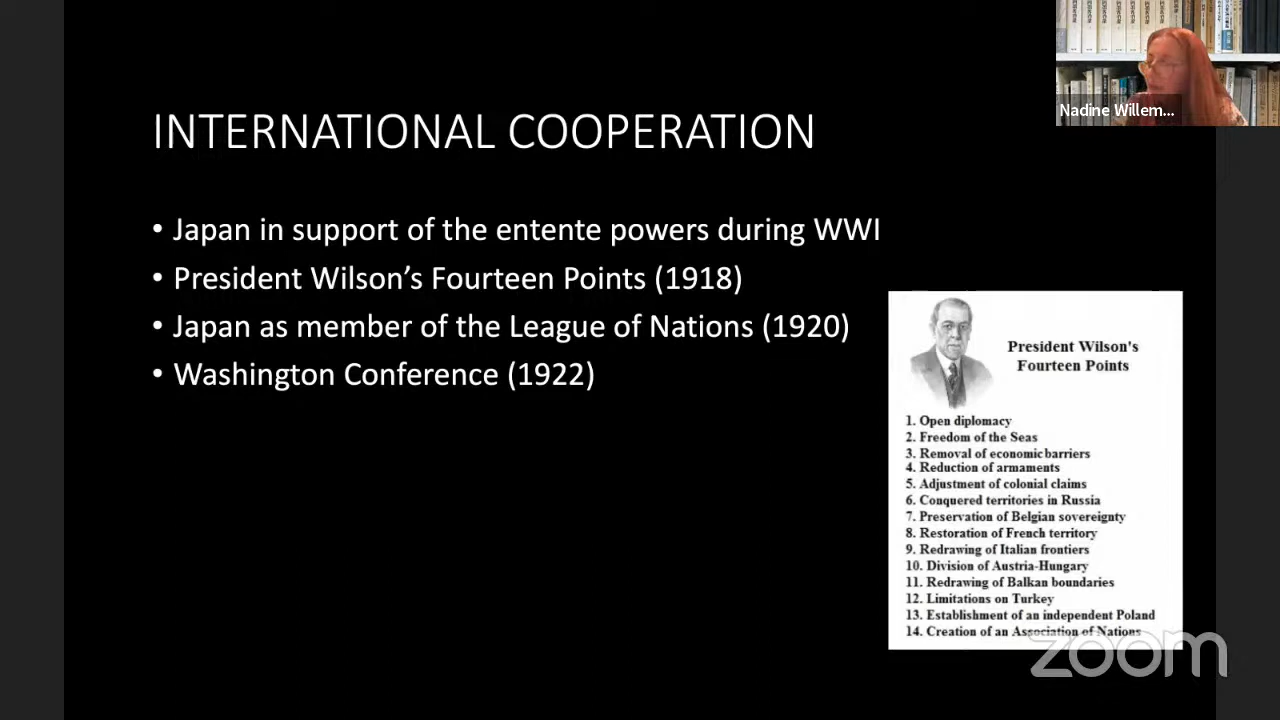 INTERNATIONAL COOPERATION
• Japan in support of the entente powers during WWI
• President Wilson’s Fourteen Points (1918)
• Japan as member of the League of Nations (1920)
• Washington Conference (1922)
President Wilson's
Fourteen Points
1. Open diplomacy
2. Freedom of the Seas
3. Removal of economic barriers
4. Reduction of armaments
5. Adjustment of colonial claims
6. Conquered territories in Russia
7. Preservation of Belgian sovereignty
8. Restoration of French territory
9. Redrawing of Italian frontiers
10. Division of Austria-Hungary
11. Redrawing of Balkan boundaries
12. Limitations on Turkey
13. Establishment of an independent Poland
14. Creation of an Association of Nations
Nadine Willem...
zoom